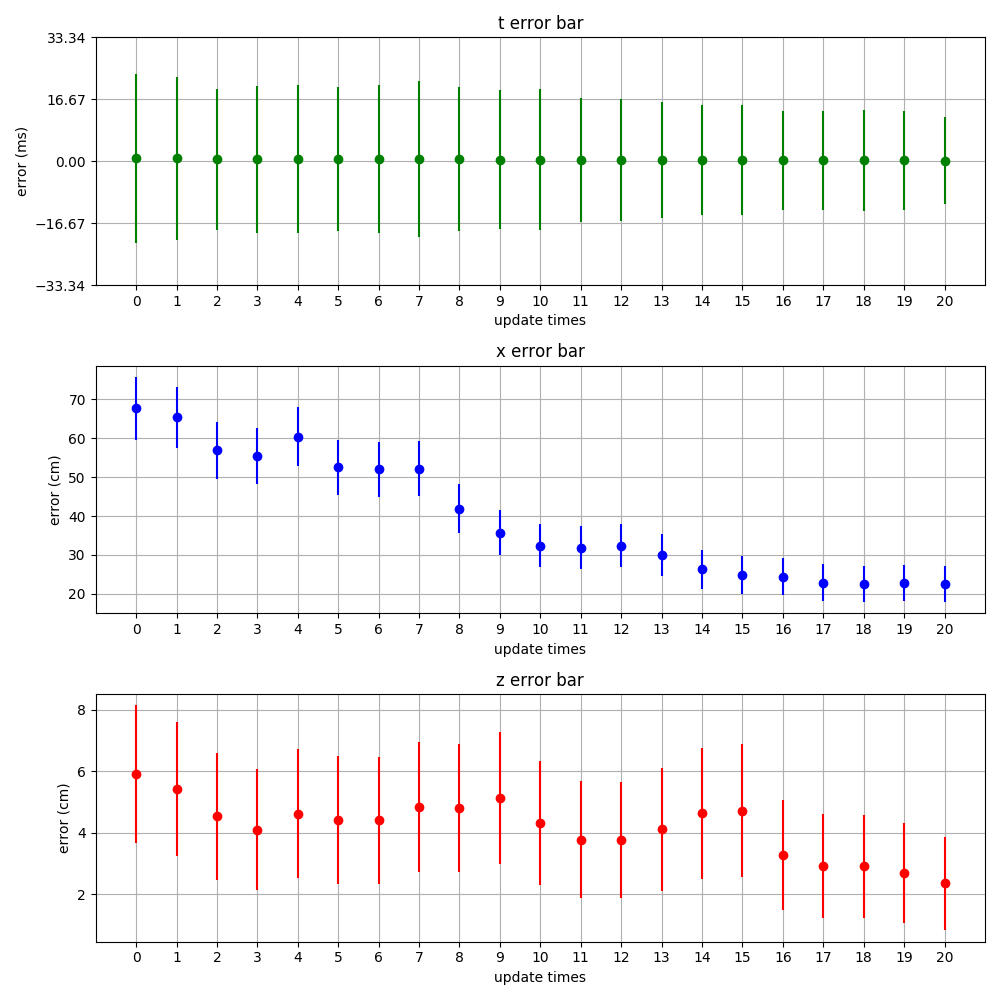 t error bar
33.34
16.67
0.00
−16.67
−33.34
error (ms)
0 1 2 3 4 5 6 7 8 9 10 11 12 13 14 15 16 17 18 19 20
update times
x error bar
70
60
50
40
30
20
error (cm)
0 1 2 3 4 5 6 7 8 9 10 11 12 13 14 15 16 17 18 19 20
update times
z error bar
8
6
4
2
error (cm)
0 1 2 3 4 5 6 7 8 9 10 11 12 13 14 15 16 17 18 19 20
update times